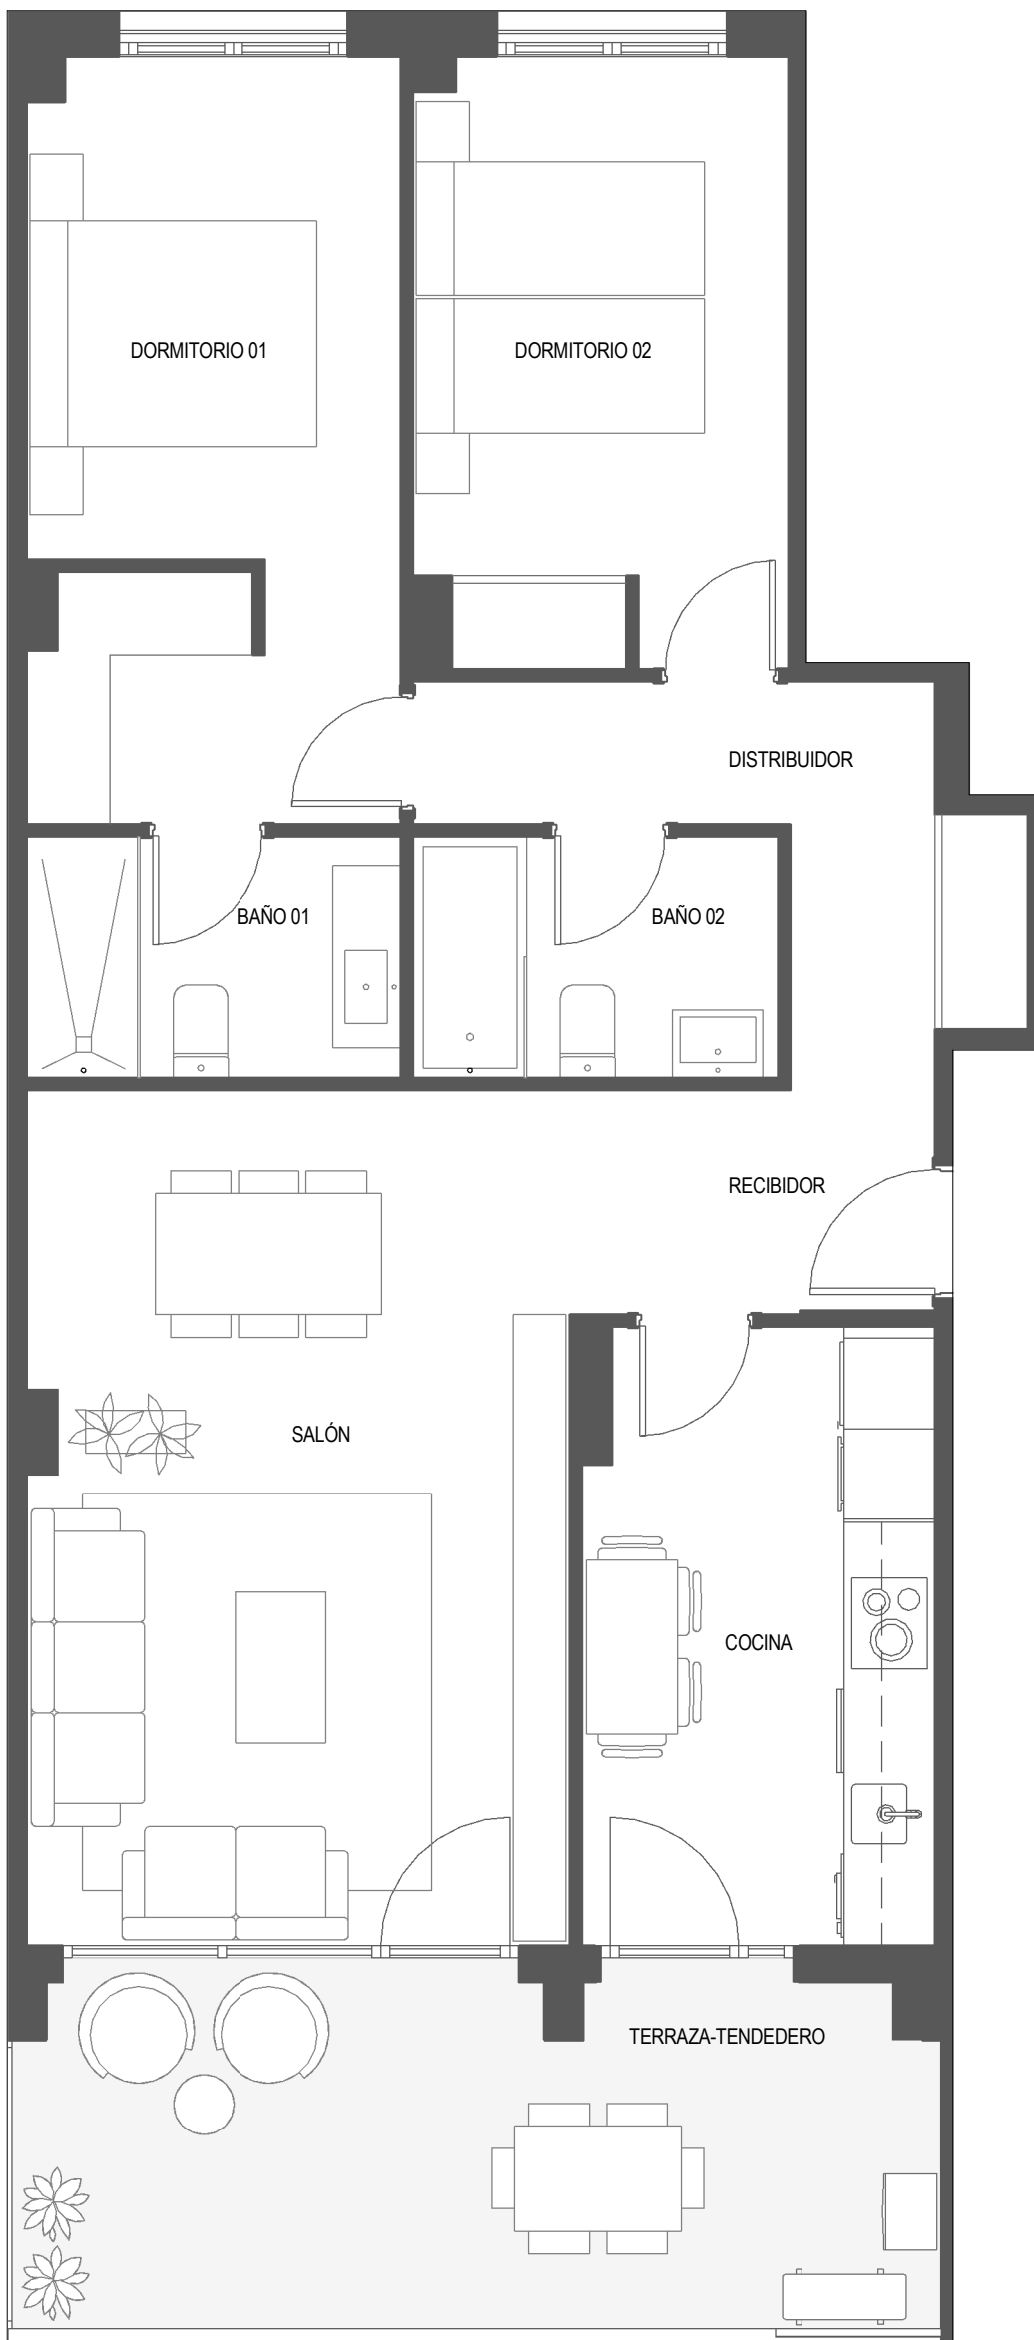 DORMITORIO 01
DORMITORIO 02
DISTRIBUIDOR
BAÑO 01
BAÑO 02
RECIBIDOR
SALÓN
COCINA
TERRAZA-TENDEDERO